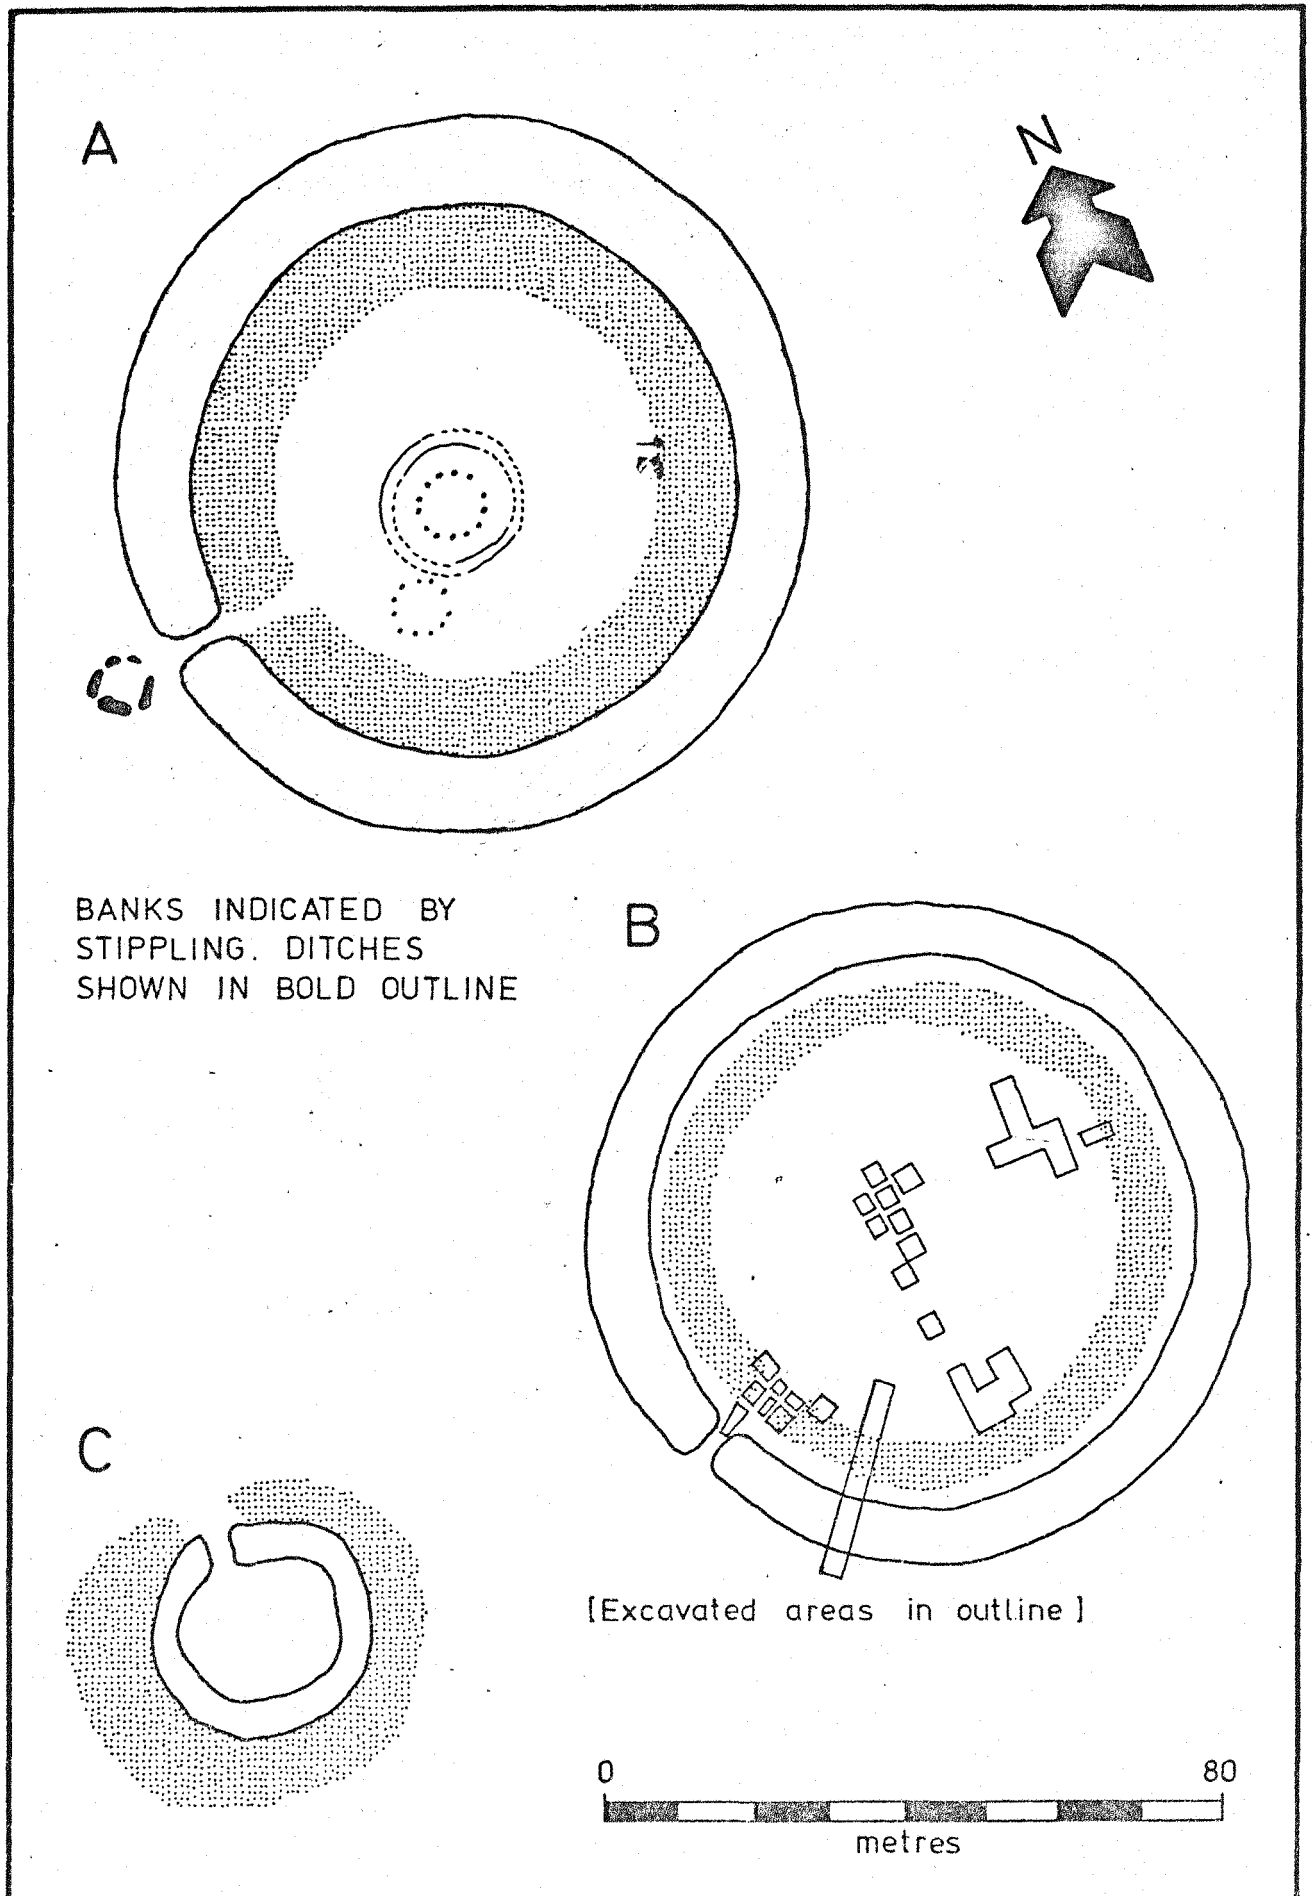 A
N
BANKS INDICATED BY
STIPPLING. DITCHES
SHOWN IN BOLD OUTLINE
B
[Excavated areas in outline]
C
0 80
metres